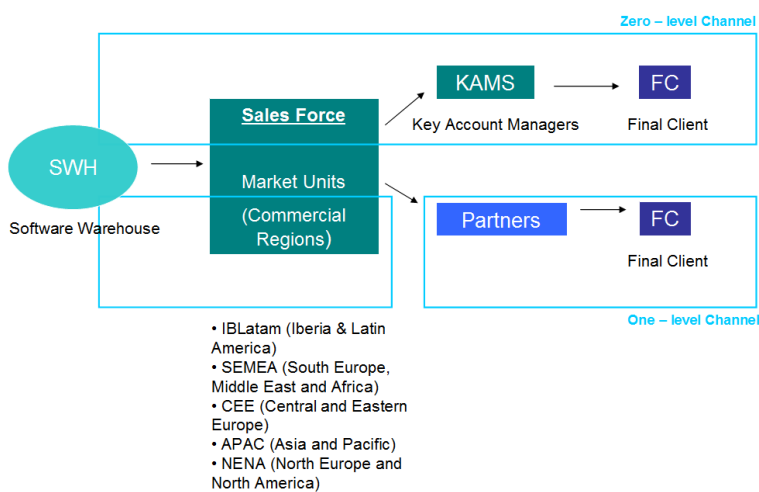 Zero – level Channel
Sales Force
KAMS
FC
Key Account Managers
Final Client
SWH
Market Units
Software Warehouse
(Commercial
Regions)
Partners
FC
Final Client
One – level Channel
• IBLatam (Iberia & Latin
America)
• SEMEA (South Europe,
Middle East and Africa)
• CEE (Central and Eastern
Europe)
• APAC (Asia and Pacific)
• NENA (North Europe and
North America)